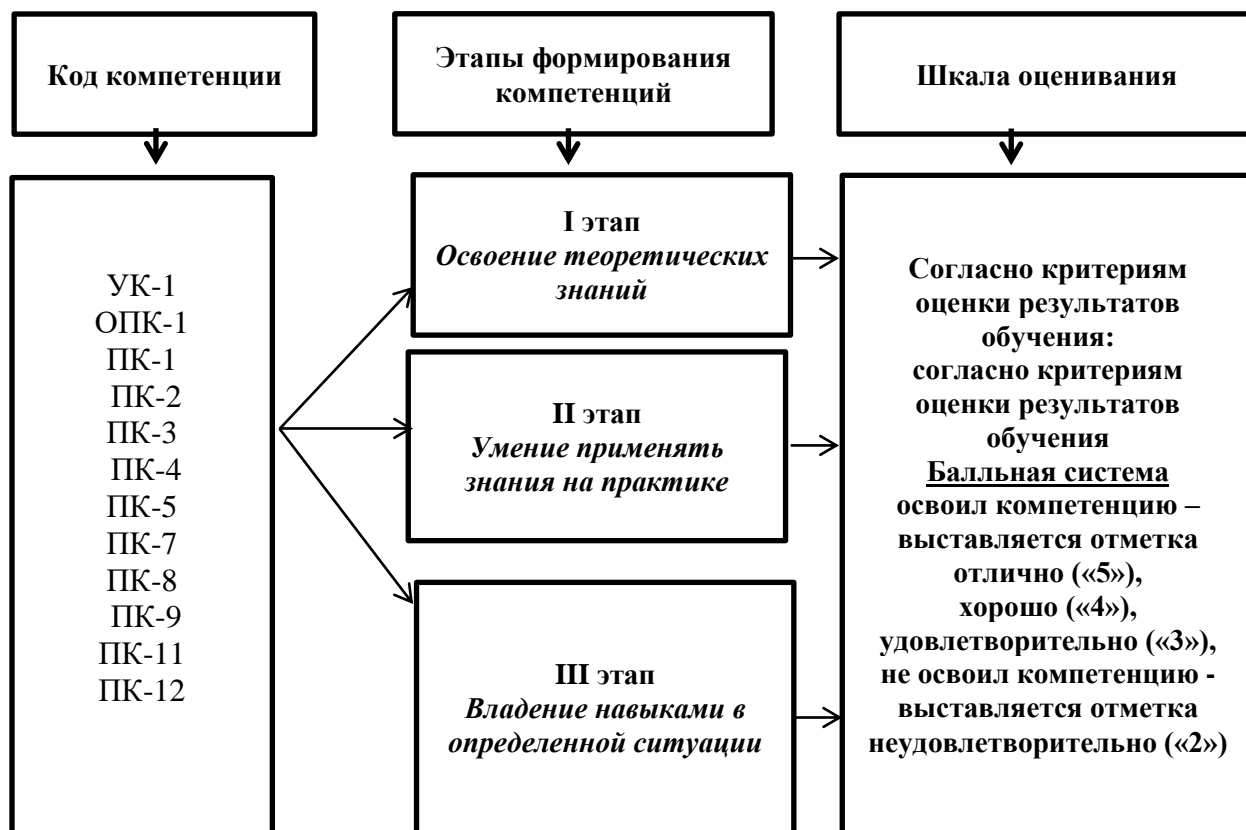 Код компетенции
Этапы формирования
компетенций
Шкала оценивания
УК-1
ОПК-1
ПК-1
ПК-2
ПК-3
ПК-4
ПК-5
ПК-7
ПК-8
ПК-9
ПК-11
ПК-12
I этап
Освоение теоретических
знаний
II этап
Умение применять
знания на практике
III этап
Владение навыками в
определенной ситуации
Согласно критериям
оценки результатов
обучения:
согласно критериям
оценки результатов
обучения
Балльная система
освоил компетенцию –
выставляется отметка
отлично («5»),
хорошо («4»),
удовлетворительно («3»),
не освоил компетенцию -
выставляется отметка
неудовлетворительно («2»)